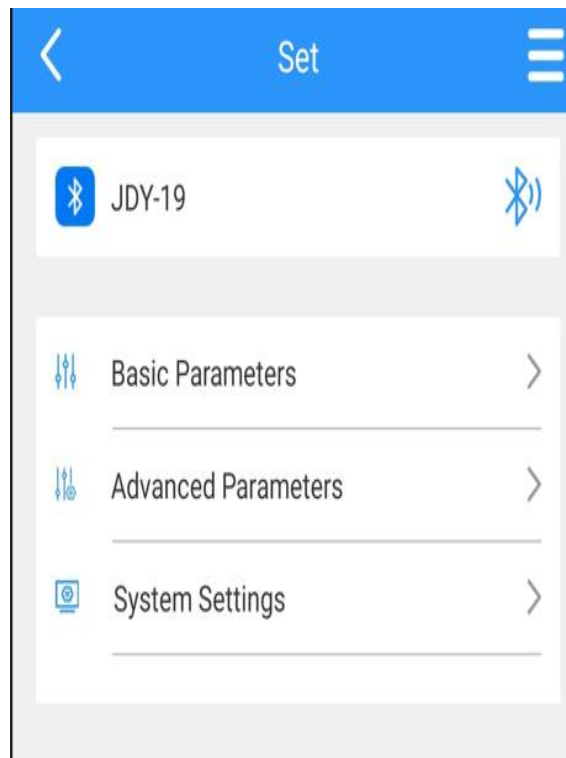 Set
JDY-19
Basic Parameters
Advanced Parameters
System Settings